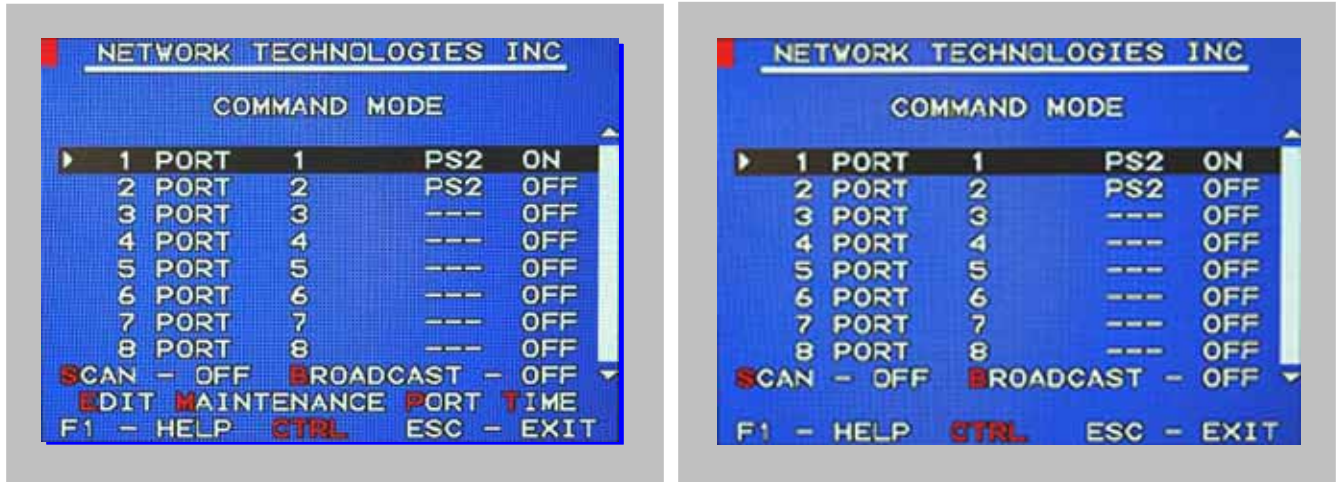 NETWORK TECHNOLOGIES INC
COMMAND MODE
1 PORT 1 PS2 ON
2 PORT 2 PS2 OFF
3 PORT 3 --- OFF
4 PORT 4 --- OFF
5 PORT 5 --- OFF
6 PORT 6 --- OFF
7 PORT 7 --- OFF
8 PORT 8 --- OFF
SCAN - OFF BROADCAST - OFF
EDIT MAINTENANCE PORT TIME
F1 - HELP CTRL ESC - EXIT
NETWORK TECHNOLOGIES INC
COMMAND MODE
1 PORT 1 PS2 ON
2 PORT 2 PS2 OFF
3 PORT 3 --- OFF
4 PORT 4 --- OFF
5 PORT 5 --- OFF
6 PORT 6 --- OFF
7 PORT 7 --- OFF
8 PORT 8 --- OFF
SCAN - OFF BROADCAST - OFF
F1 - HELP CTRL ESC - EXIT